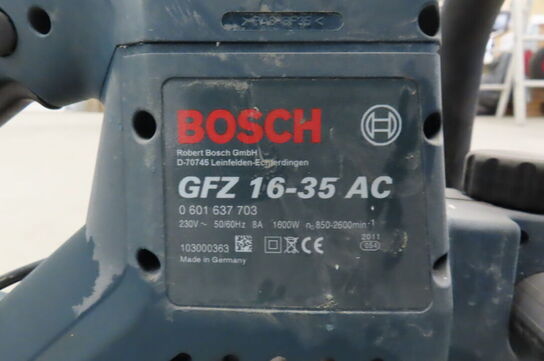 BOSCH
Robert Bosch GmbH
D-70745 Leinfelden-Echterdingen
GFZ 16-35 AC
0 601 637 703
230V ~ 50/60Hz 8A 1600W n₀ 850-2600min⁻¹
103000363
2011
054
Made in Germany